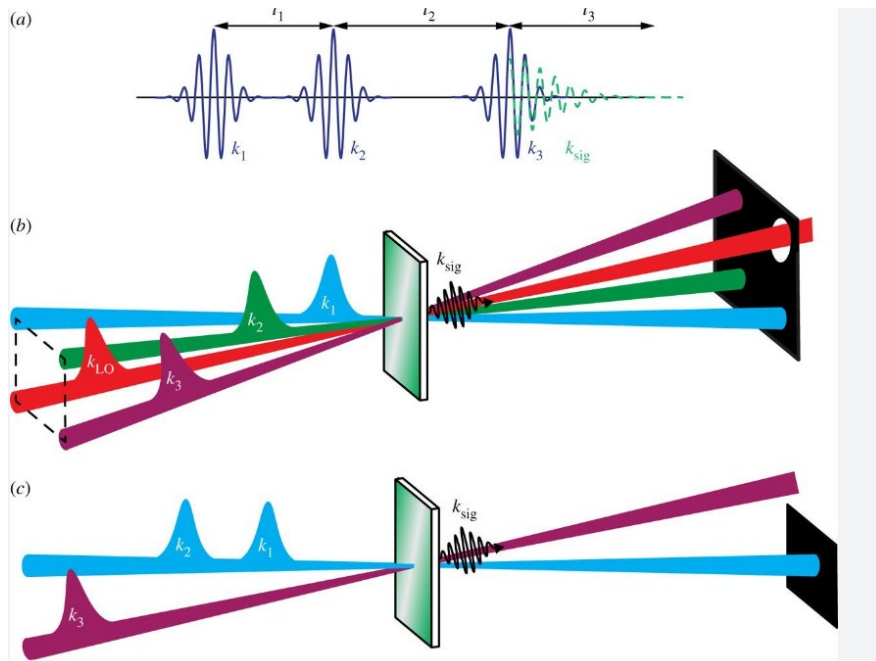 (a)
t1 t2 t3
k1 k2 k3 ksig
(b)
ksig
k1
k2
kLO
k3
(c)
ksig
k2 k1
k3